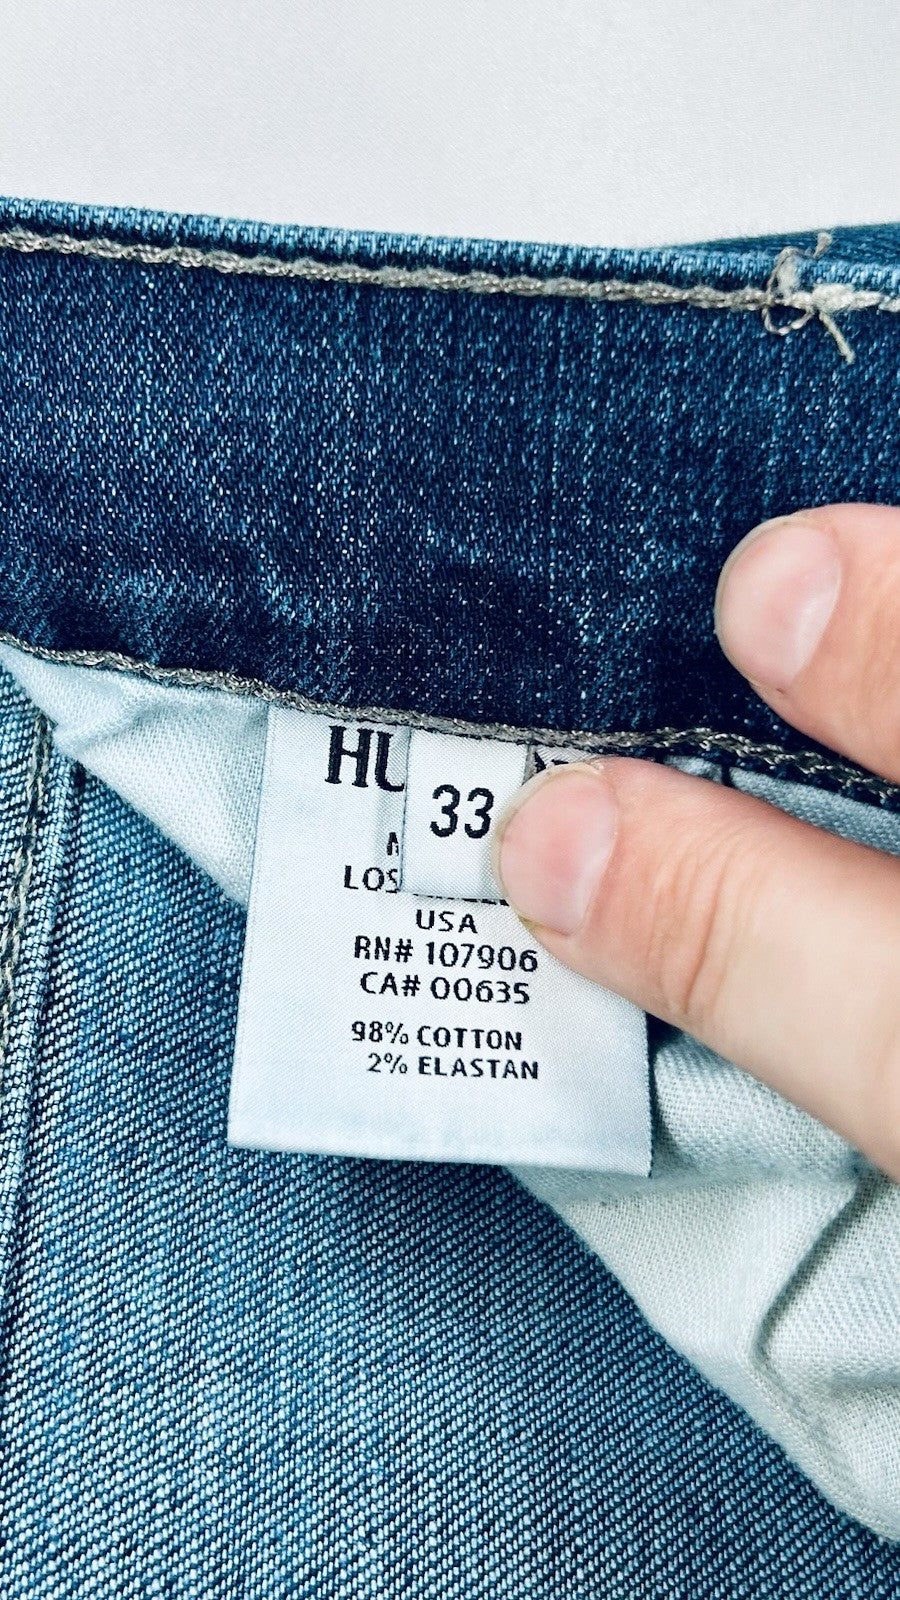 HU
33
LOS
USA
RN# 107906
CA# 00635
98% COTTON
2% ELASTAN